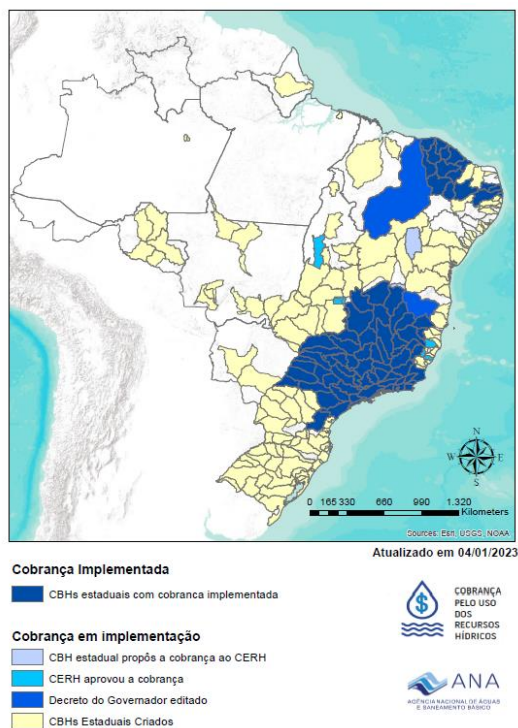 N
W E
S
0 165 330 660 990 1.320
Kilometers
Sources: Esri, USGS, NOAA
Atualizado em 04/01/2023
Cobrança Implementada
CBHs estaduais com cobranca implementada
Cobrança em implementação
CBH estadual propôs a cobrança ao CERH
CERH aprovou a cobrança
Decreto do Governador editado
CBHs Estaduais Criados
$
COBRANÇA
PELO USO
DOS
RECURSOS
HÍDRICOS
ANA
AGÊNCIA NACIONAL DE ÁGUAS
E SANEAMENTO BÁSICO